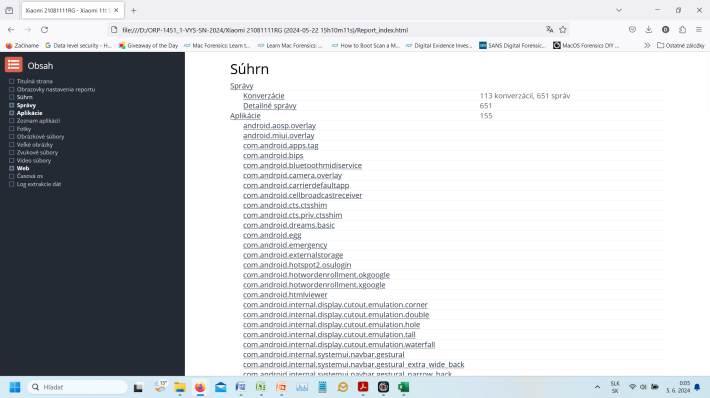 Xiaomi 21081111RG - Xiaomi 11t
file:///D:/ORP-1451_1-VYS-SN-2024/Xiaomi 21081111RG (2024-05-22 15h10m11s)/Report_index.html
Začíname
Data level security - H...
Giveaway of the Day
Mac Forensics: Learn t...
Learn Mac Forensics: ...
How to Boot Scan a M...
Digital Evidence Inves...
SANS Digital Forensic...
MacOS Forensics DIY ...
Ostatné záložky
Obsah
Titulná strana
Obrazovky nastavenia reportu
Súhrn
Správy
Aplikácie
Zoznam aplikácií
Fotky
Obrázkové súbory
Veľké obrázky
Zvukové súbory
Video súbory
Web
Časová os
Log extrakcie dát
Súhrn
Správy
Konverzácie 113 konverzácií, 651 správ
Detailné správy 651
Aplikácie 155
android.aosp.overlay
android.miui.overlay
com.android.apps.tag
com.android.bips
com.android.bluetoothmidiservice
com.android.camera.overlay
com.android.carrierdefaultapp
com.android.cellbroadcastreceiver
com.android.cts.ctsshim
com.android.cts.priv.ctsshim
com.android.dreams.basic
com.android.egg
com.android.emergency
com.android.externalstorage
com.android.hotspot2.osulogin
com.android.hotwordenrollment.okgoogle
com.android.hotwordenrollment.xgoogle
com.android.htmlviewer
com.android.internal.display.cutout.emulation.corner
com.android.internal.display.cutout.emulation.double
com.android.internal.display.cutout.emulation.hole
com.android.internal.display.cutout.emulation.tall
com.android.internal.display.cutout.emulation.waterfall
com.android.internal.systemui.navbar.gestural
com.android.internal.systemui.navbar.gestural_extra_wide_back
com.android.internal.systemui.navbar.gestural_narrow_back
Hľadať
13°
SLK
SK
0:05
5. 6. 2024